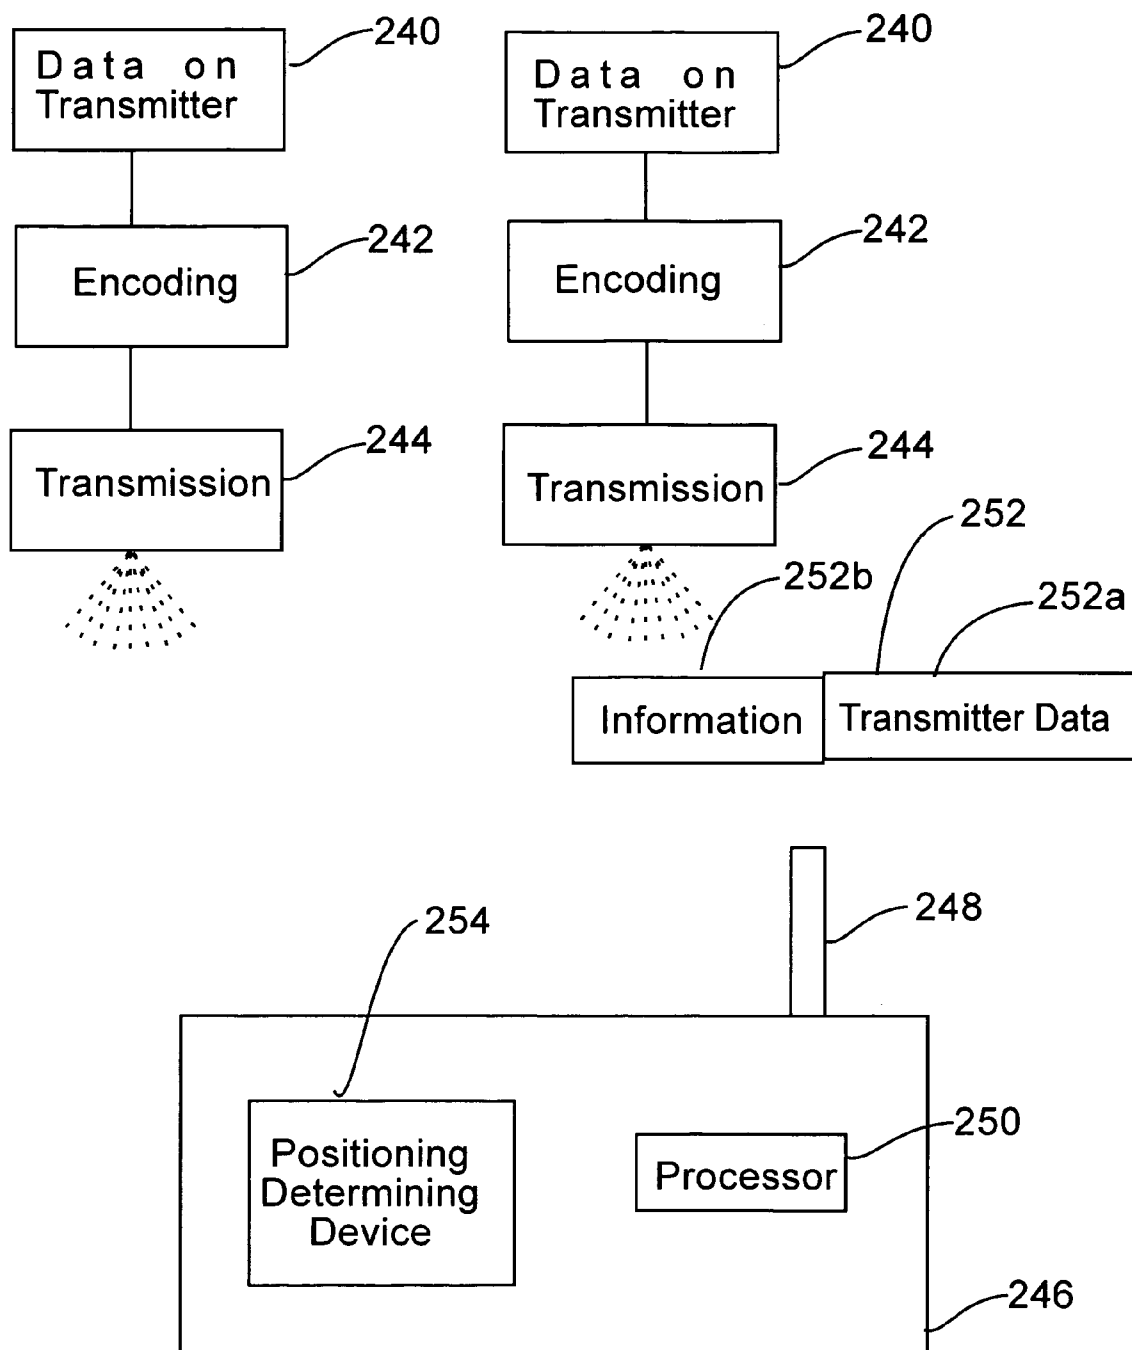 240
Data on
Transmitter
240
Data on
Transmitter
242
Encoding
242
Encoding
244
Transmission
244
Transmission
252
252b
252a
Information
Transmitter Data
248
254
250
Positioning
Determining
Device
Processor
246